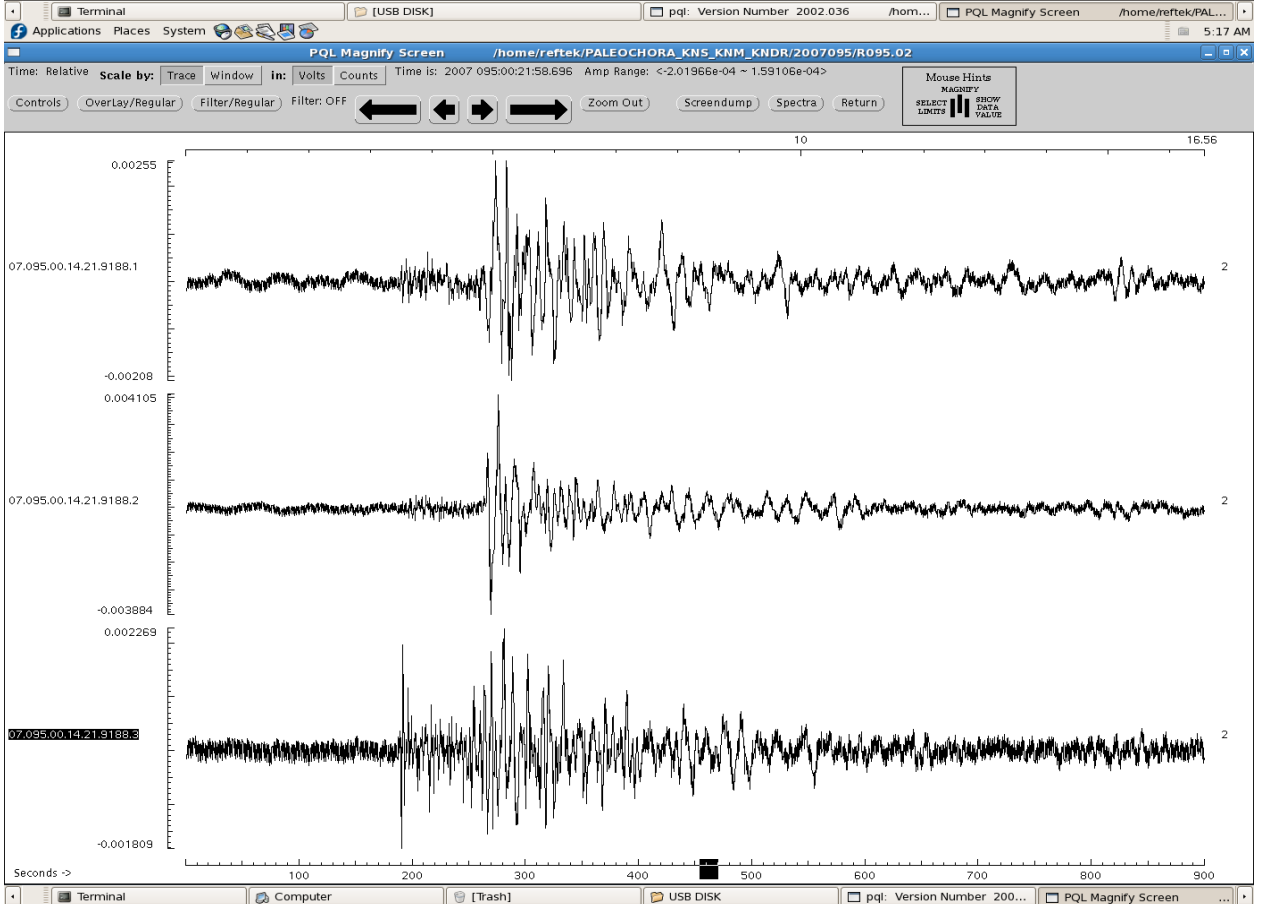 Terminal [USB DISK] pql: Version Number 2002.036 /hom... PQL Magnify Screen /home/reftek/PAL...
Applications Places System 5:17 AM
PQL Magnify Screen /home/reftek/PALEOCHORA_KNS_KNM_KNDR/2007095/R095.02
Time: Relative Scale by: Trace Window in: Volts Counts Time is: 2007 095:00:21:58.696 Amp Range: <-2.01966e-04 ~ 1.59106e-04>
Controls OverLay/Regular Filter/Regular Filter: OFF Zoom Out Screendump Spectra Return
Mouse Hints
MAGNIFY
SELECT LIMITS SHOW DATA VALUE
10 16.56
0.00255
07.095.00.14.21.9188.1 2
-0.00208
0.004105
07.095.00.14.21.9188.2 2
-0.003884
0.002269
07.095.00.14.21.9188.3 2
-0.001809
Seconds -> 100 200 300 400 500 600 700 800 900
Terminal Computer [Trash] USB DISK pql: Version Number 200... PQL Magnify Screen ...